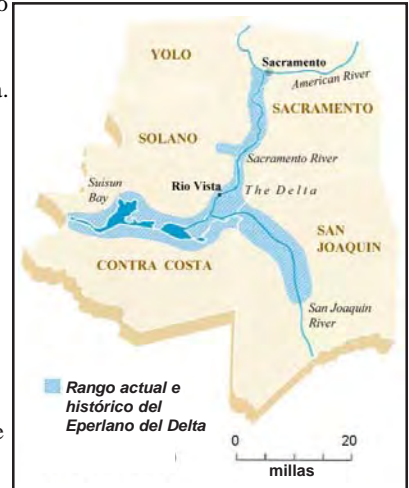 o
a.
e
YOLO
Sacramento
American River
SACRAMENTO
SOLANO
Sacramento River
Suisun
Bay
Rio Vista
The Delta
SAN
JOAQUIN
CONTRA COSTA
San Joaquin
River
Rango actual e
histórico del
Eperlano del Delta
0 20
millas